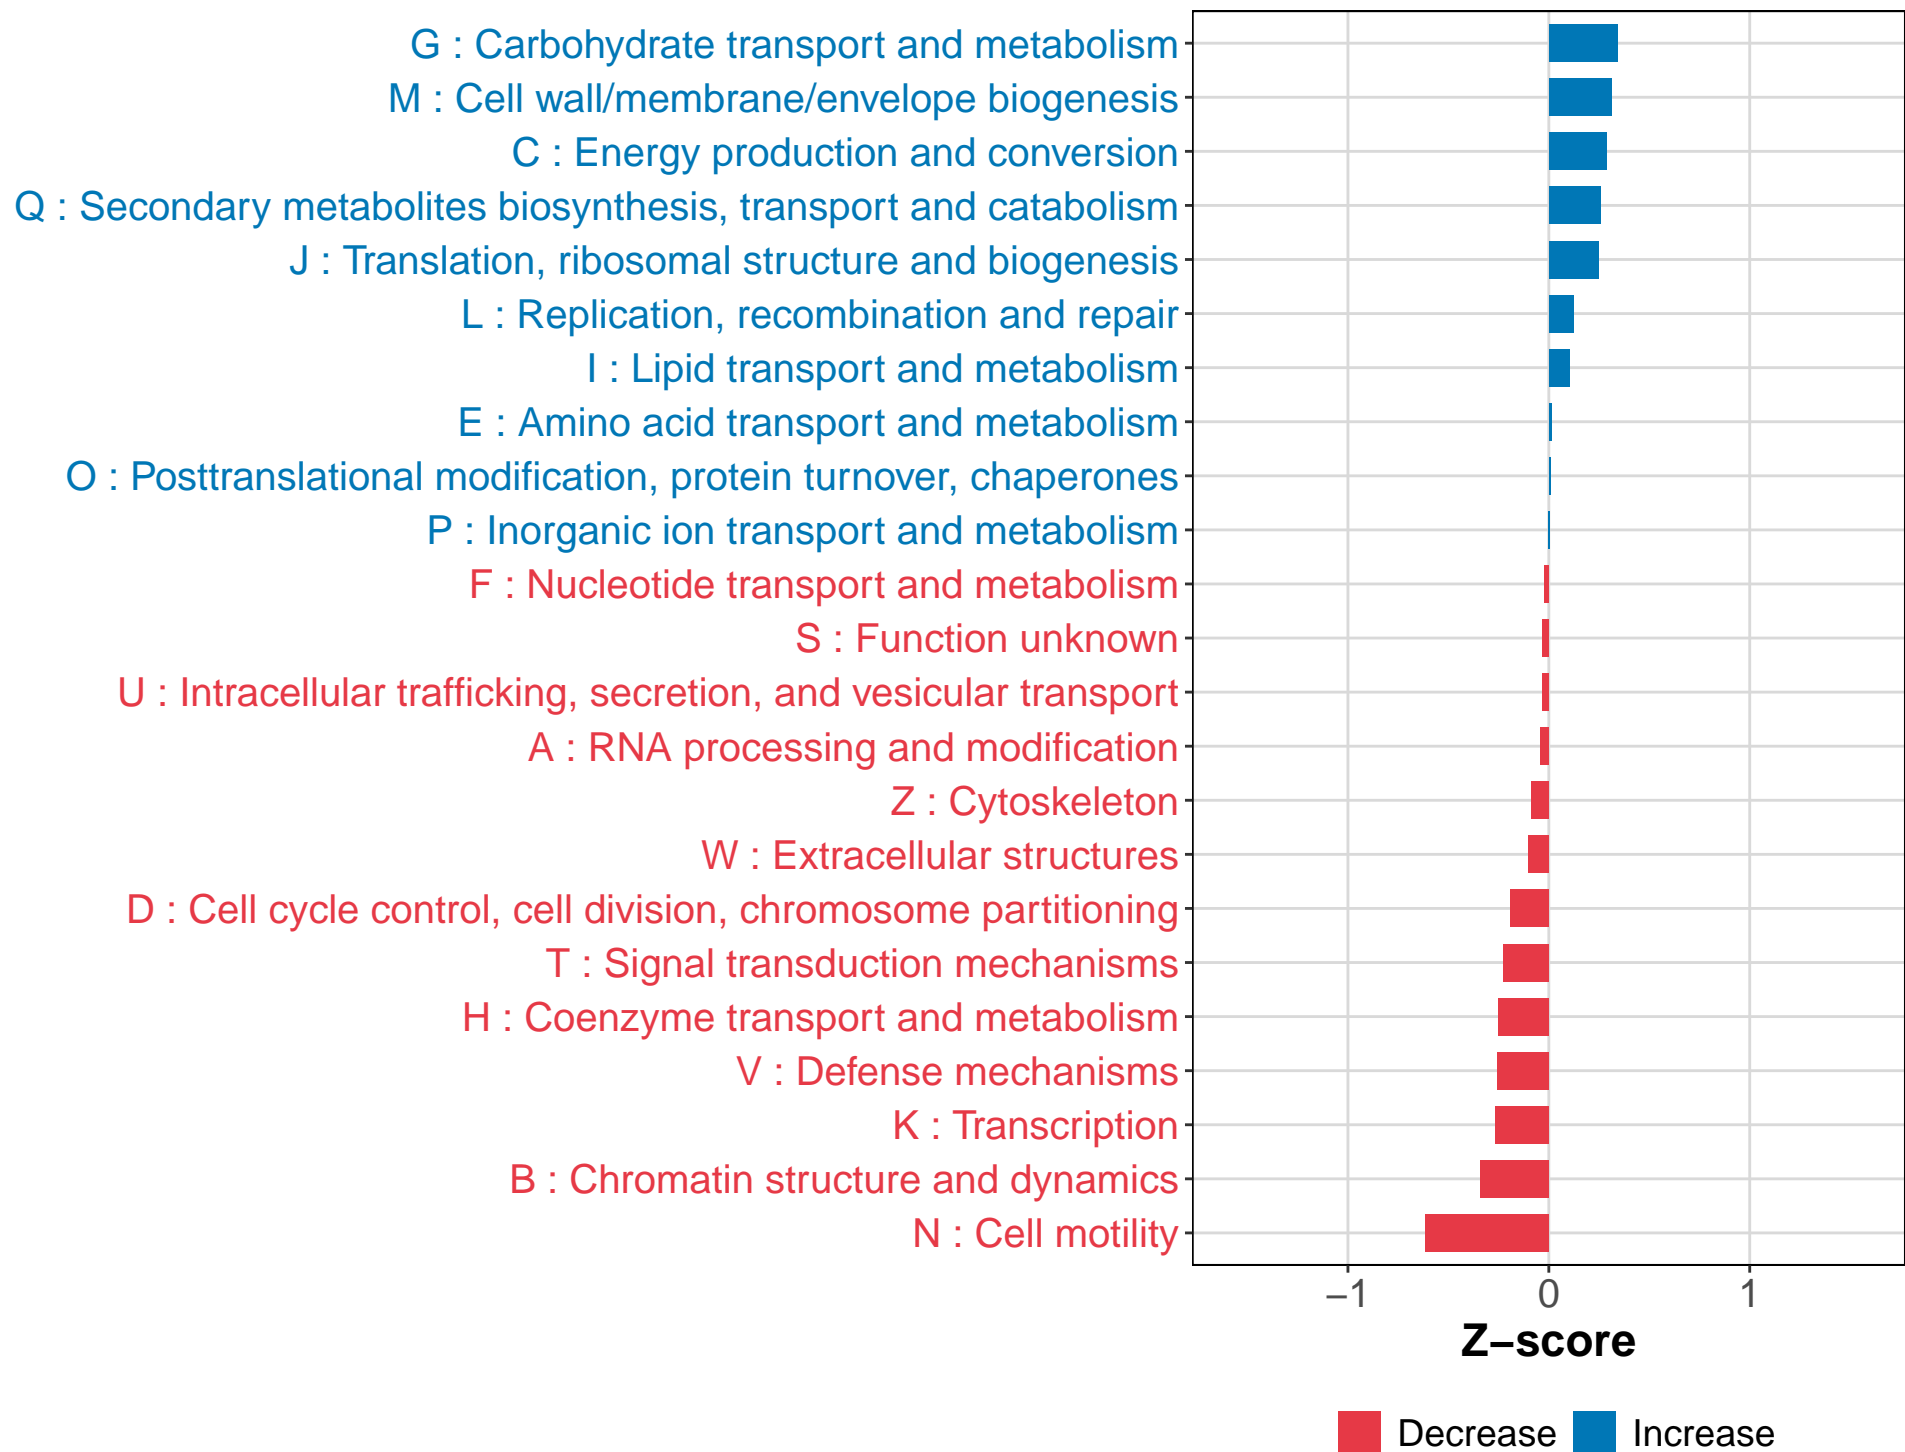 G : Carbohydrate transport and metabolism
M : Cell wall/membrane/envelope biogenesis
C : Energy production and conversion
Q : Secondary metabolites biosynthesis, transport and catabolism
J : Translation, ribosomal structure and biogenesis
L : Replication, recombination and repair
I : Lipid transport and metabolism
E : Amino acid transport and metabolism
O : Posttranslational modification, protein turnover, chaperones
P : Inorganic ion transport and metabolism
F : Nucleotide transport and metabolism
S : Function unknown
U : Intracellular trafficking, secretion, and vesicular transport
A : RNA processing and modification
Z : Cytoskeleton
W : Extracellular structures
D : Cell cycle control, cell division, chromosome partitioning
T : Signal transduction mechanisms
H : Coenzyme transport and metabolism
V : Defense mechanisms
K : Transcription
B : Chromatin structure and dynamics
N : Cell motility
−1 0 1
Z−score
Decrease Increase